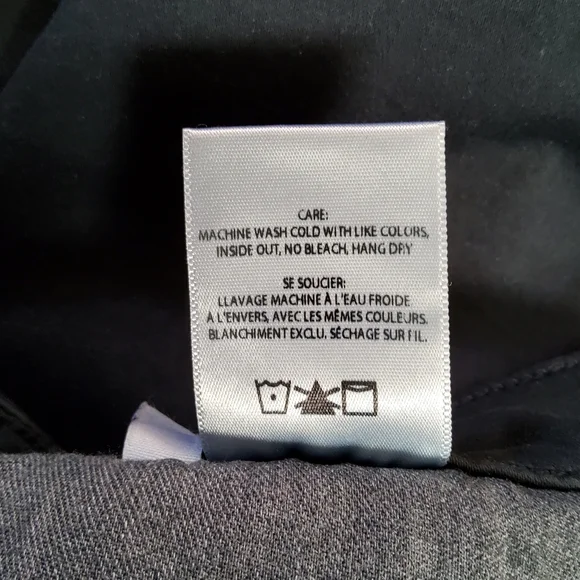 CARE:
MACHINE WASH COLD WITH LIKE COLORS,
INSIDE OUT, NO BLEACH, HANG DRY
SE SOUCIER:
LLAVAGE MACHINE À L'EAU FROIDE
A L'ENVERS, AVEC LES MÊMES COULEURS.
BLANCHIMENT EXCLU, SÉCHAGE SUR FIL.